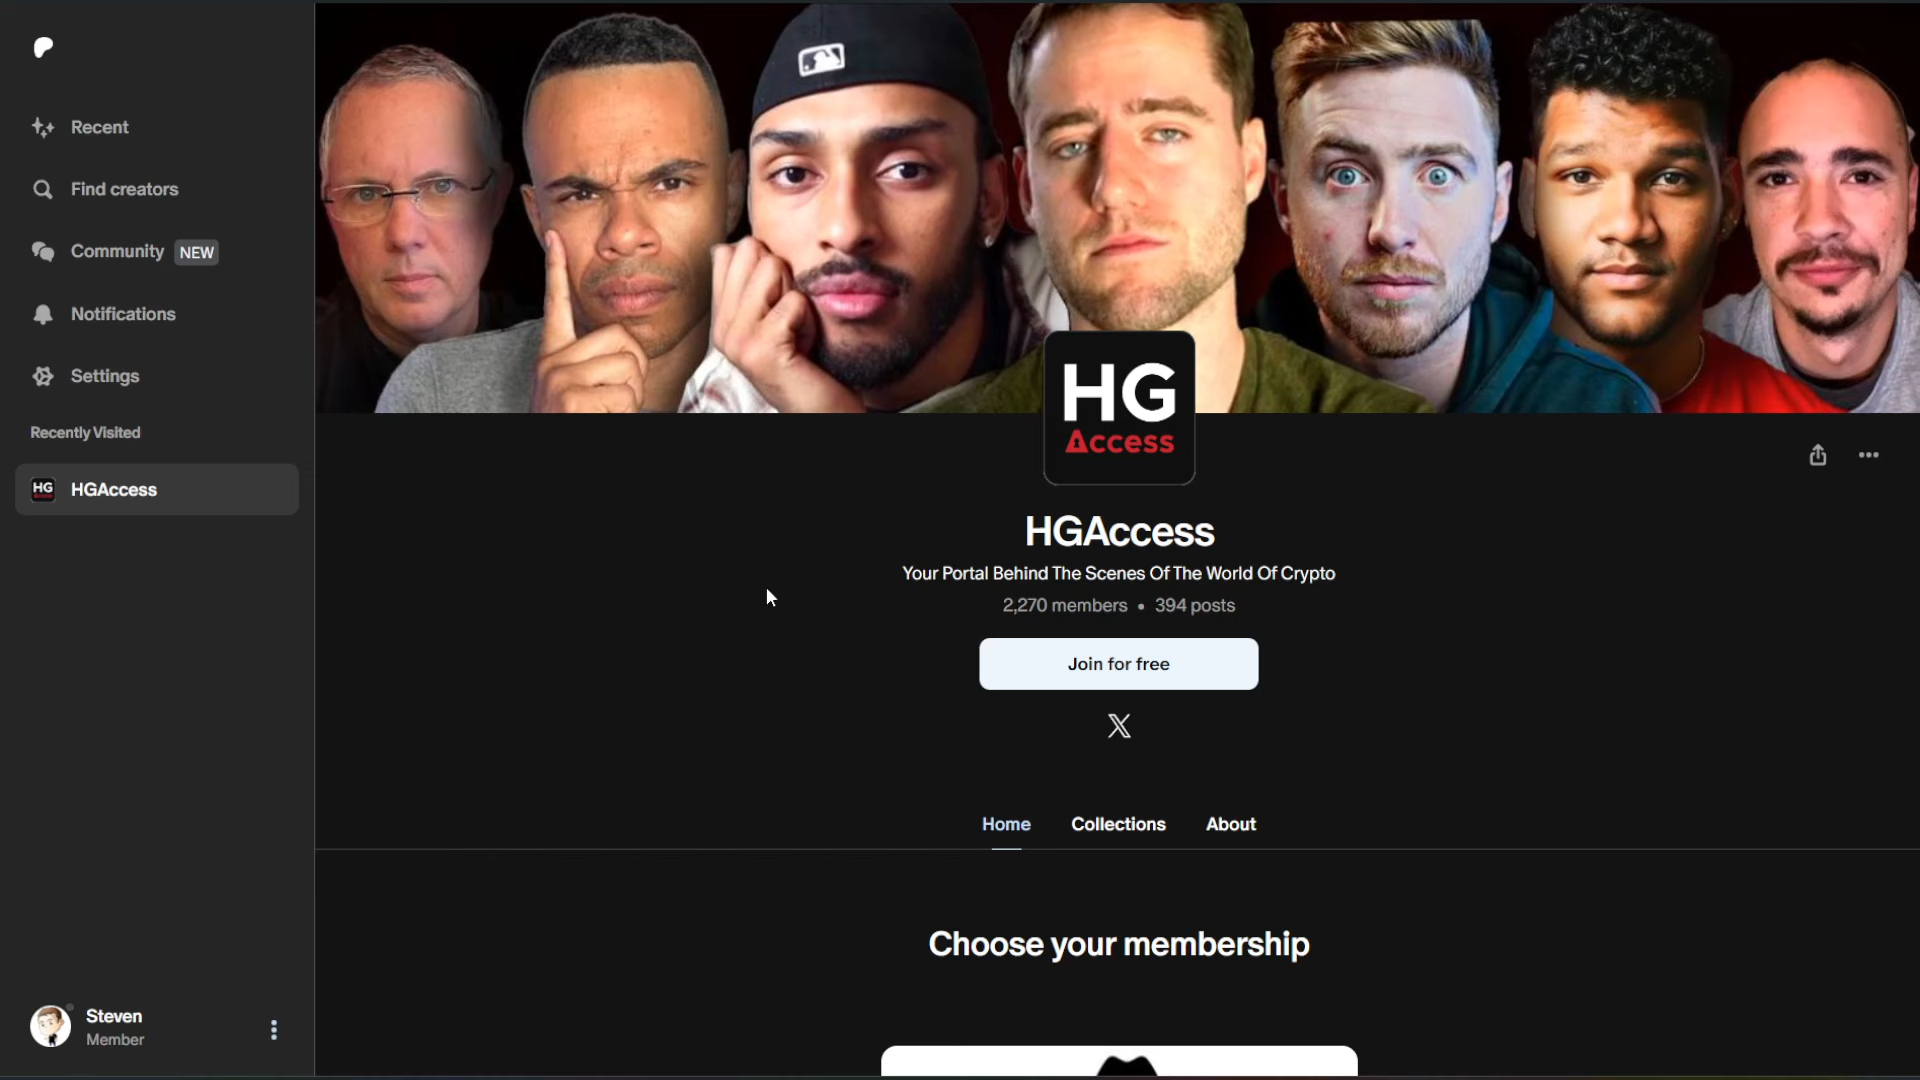 Recent
Find creators
Community NEW
Notifications
Settings
Recently Visited
HG HGAccess
Steven
Member
HG
Access
HGAccess
Your Portal Behind The Scenes Of The World Of Crypto
2,270 members • 394 posts
Join for free
X
Home Collections About
Choose your membership